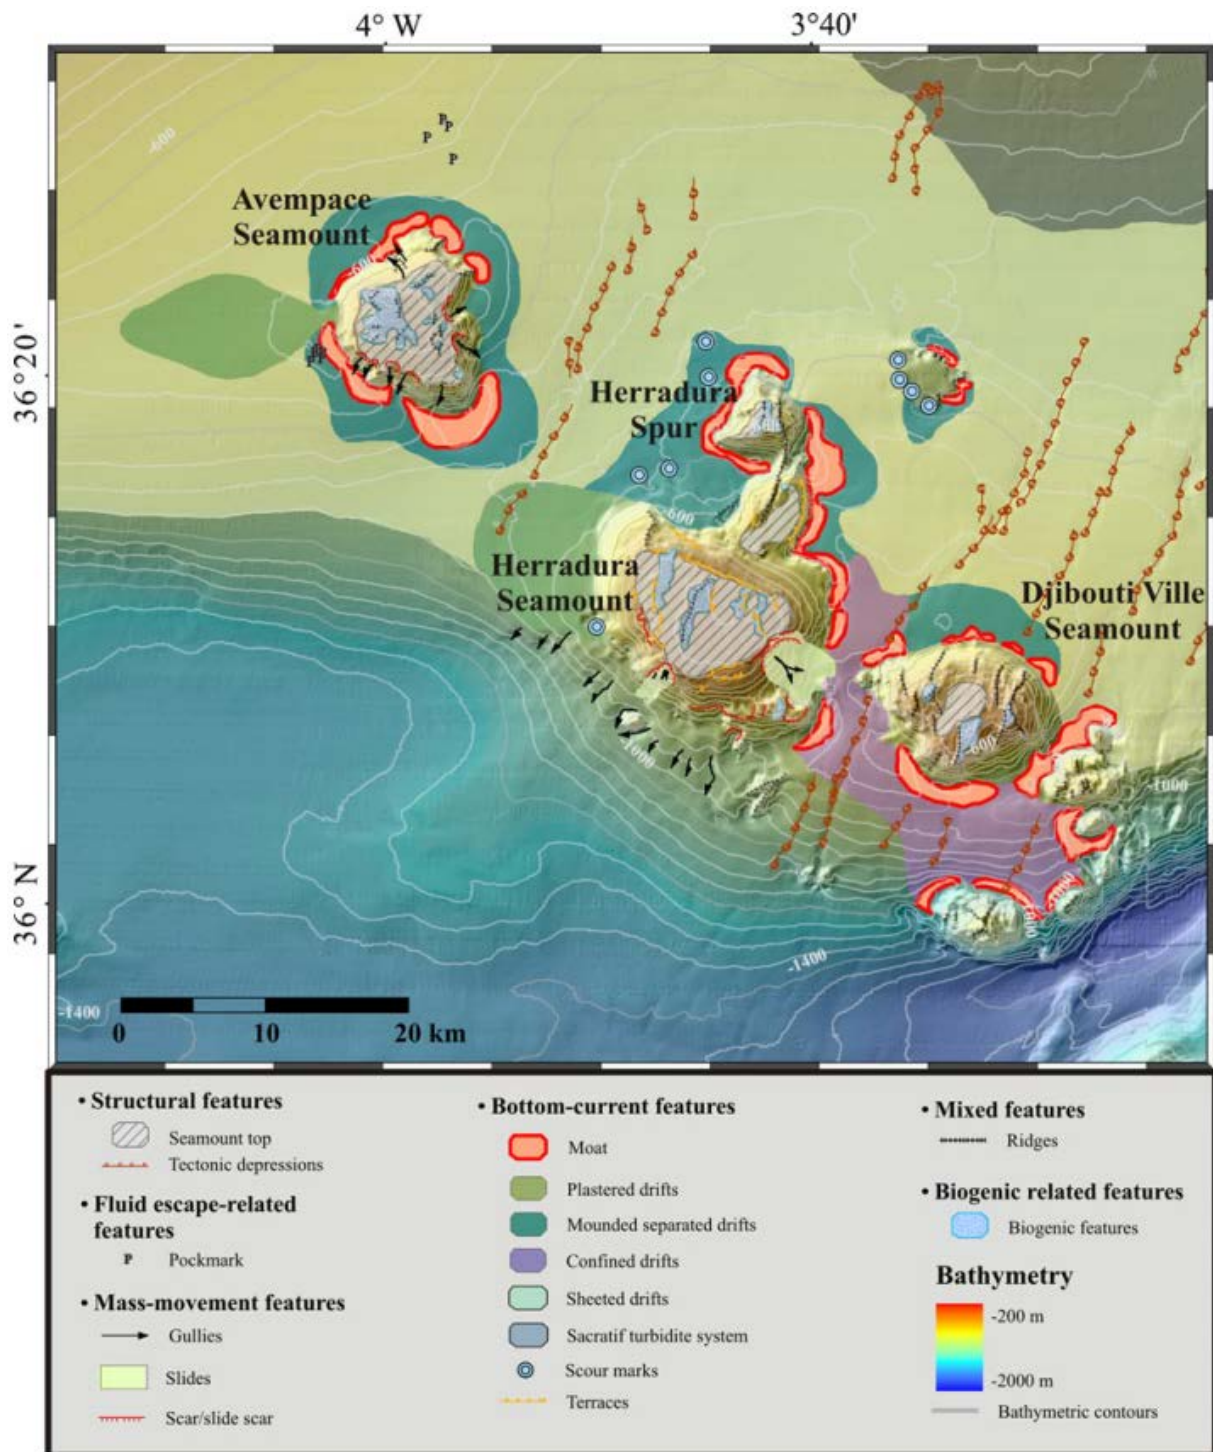 4° W
3°40'
-600
P
P
P
P
Avempace
Seamount
-600
36°20'
P
P
P
P
Herradura
Spur
-600
Herradura
Seamount
Djibouti Ville
Seamount
-600
-1000
-1000
36° N
-1000
-1000
-1400
-1400
0
10
20 km
• Structural features
Seamount top
Tectonic depressions
• Fluid escape-related
features
P
Pockmark
• Mass-movement features
Gullies
Slides
Scar/slide scar
• Bottom-current features
Moat
Plastered drifts
Mounded separated drifts
Confined drifts
Sheeted drifts
Sacratif turbidite system
Scour marks
Terraces
• Mixed features
Ridges
• Biogenic related features
Biogenic features
Bathymetry
-200 m
-2000 m
Bathymetric contours